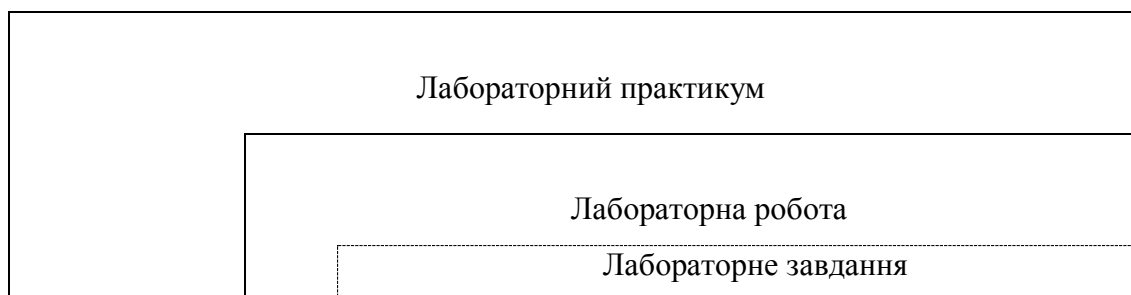 Лабораторний практикум
Лабораторна робота
Лабораторне завдання